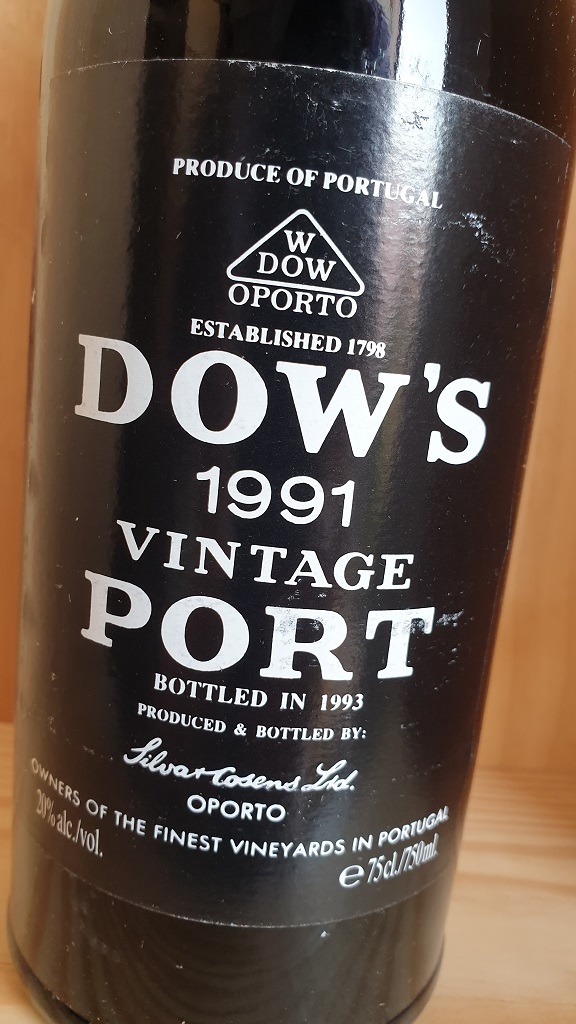 PRODUCE OF PORTUGAL
W
DOW
OPORTO
ESTABLISHED 1798
DOW'S
1991
VINTAGE
PORT
BOTTLED IN 1993
PRODUCED & BOTTLED BY:
Silva & Cosens Ltd.
OPORTO
OWNERS OF THE FINEST VINEYARDS IN PORTUGAL
20% alc./vol.
e 75cl./750ml.